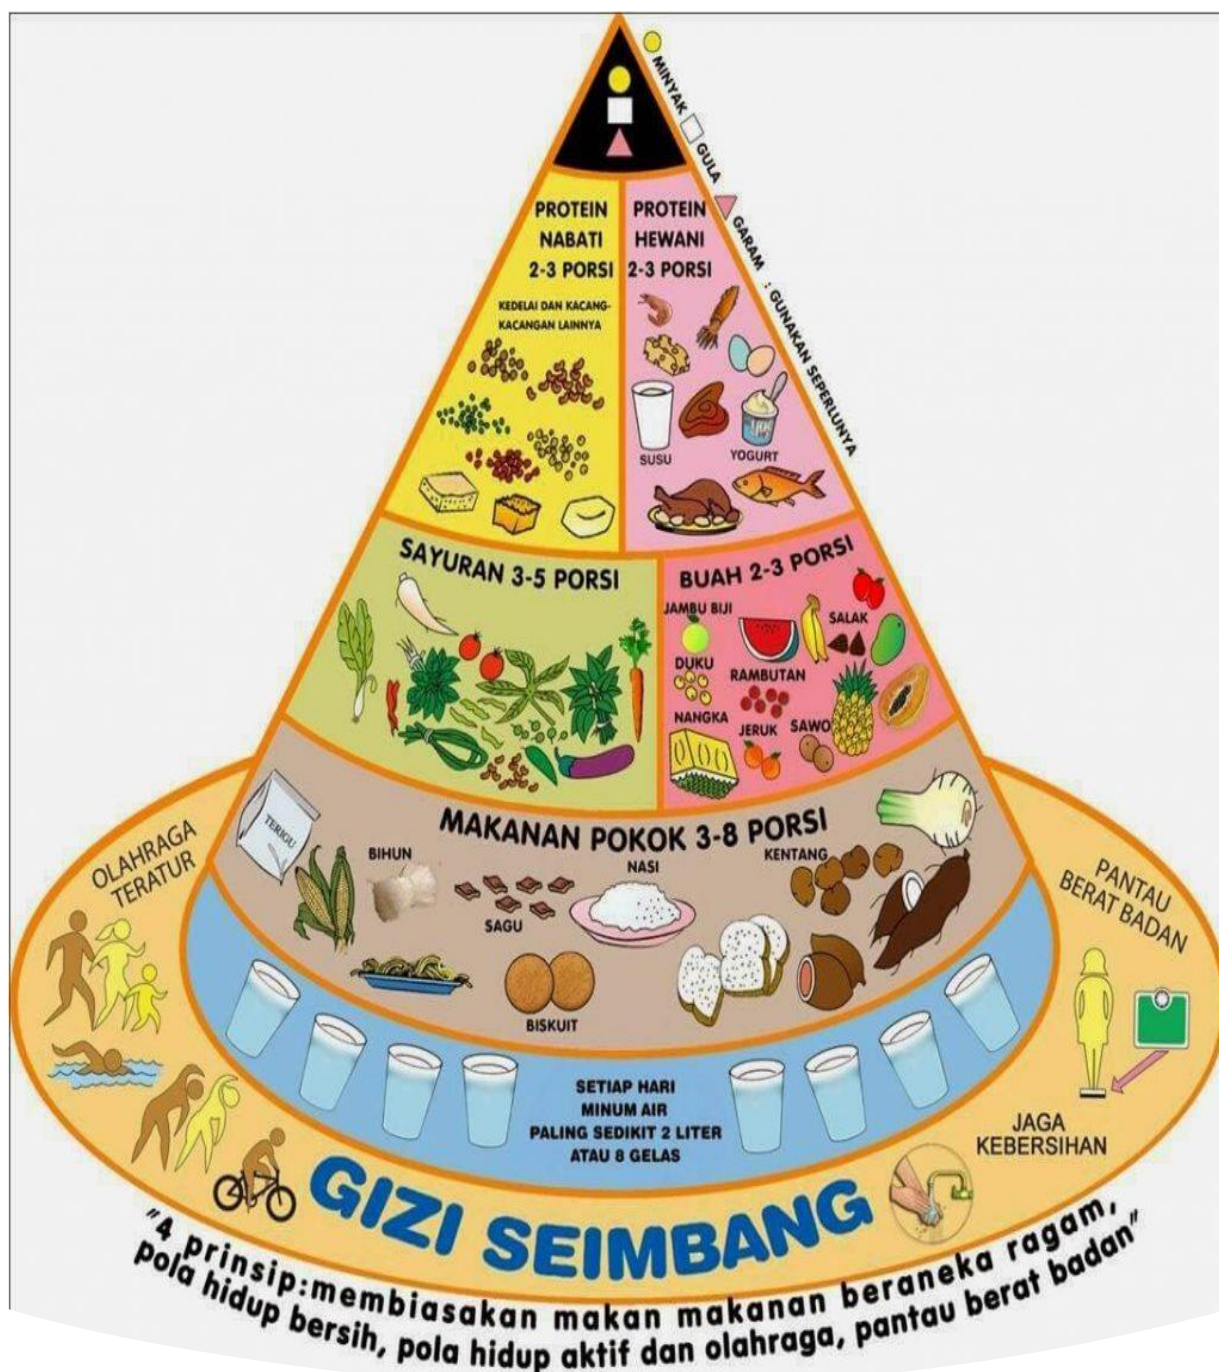 MINYAK GULA GARAM : GUNAKAN SEPERLUNYA
PROTEIN
NABATI
2-3 PORSI
KEDELAI DAN KACANG-
KACANGAN LAINNYA
PROTEIN
HEWANI
2-3 PORSI
SUSU
YOGURT
SAYURAN 3-5 PORSI
BUAH 2-3 PORSI
JAMBU BIJI
SALAK
DUKU
RAMBUTAN
NANGKA
JERUK
SAWO
MAKANAN POKOK 3-8 PORSI
TERIGU
BIHUN
NASI
KENTANG
SAGU
BISKUIT
OLAHRAGA
TERATUR
PANTAU
BERAT BADAN
SETIAP HARI
MINUM AIR
PALING SEDIKIT 2 LITER
ATAU 8 GELAS
JAGA
KEBERSIHAN
GIZI SEIMBANG
"4 prinsip:membiasakan makan makanan beraneka ragam,
pola hidup bersih, pola hidup aktif dan olahraga, pantau berat badan"